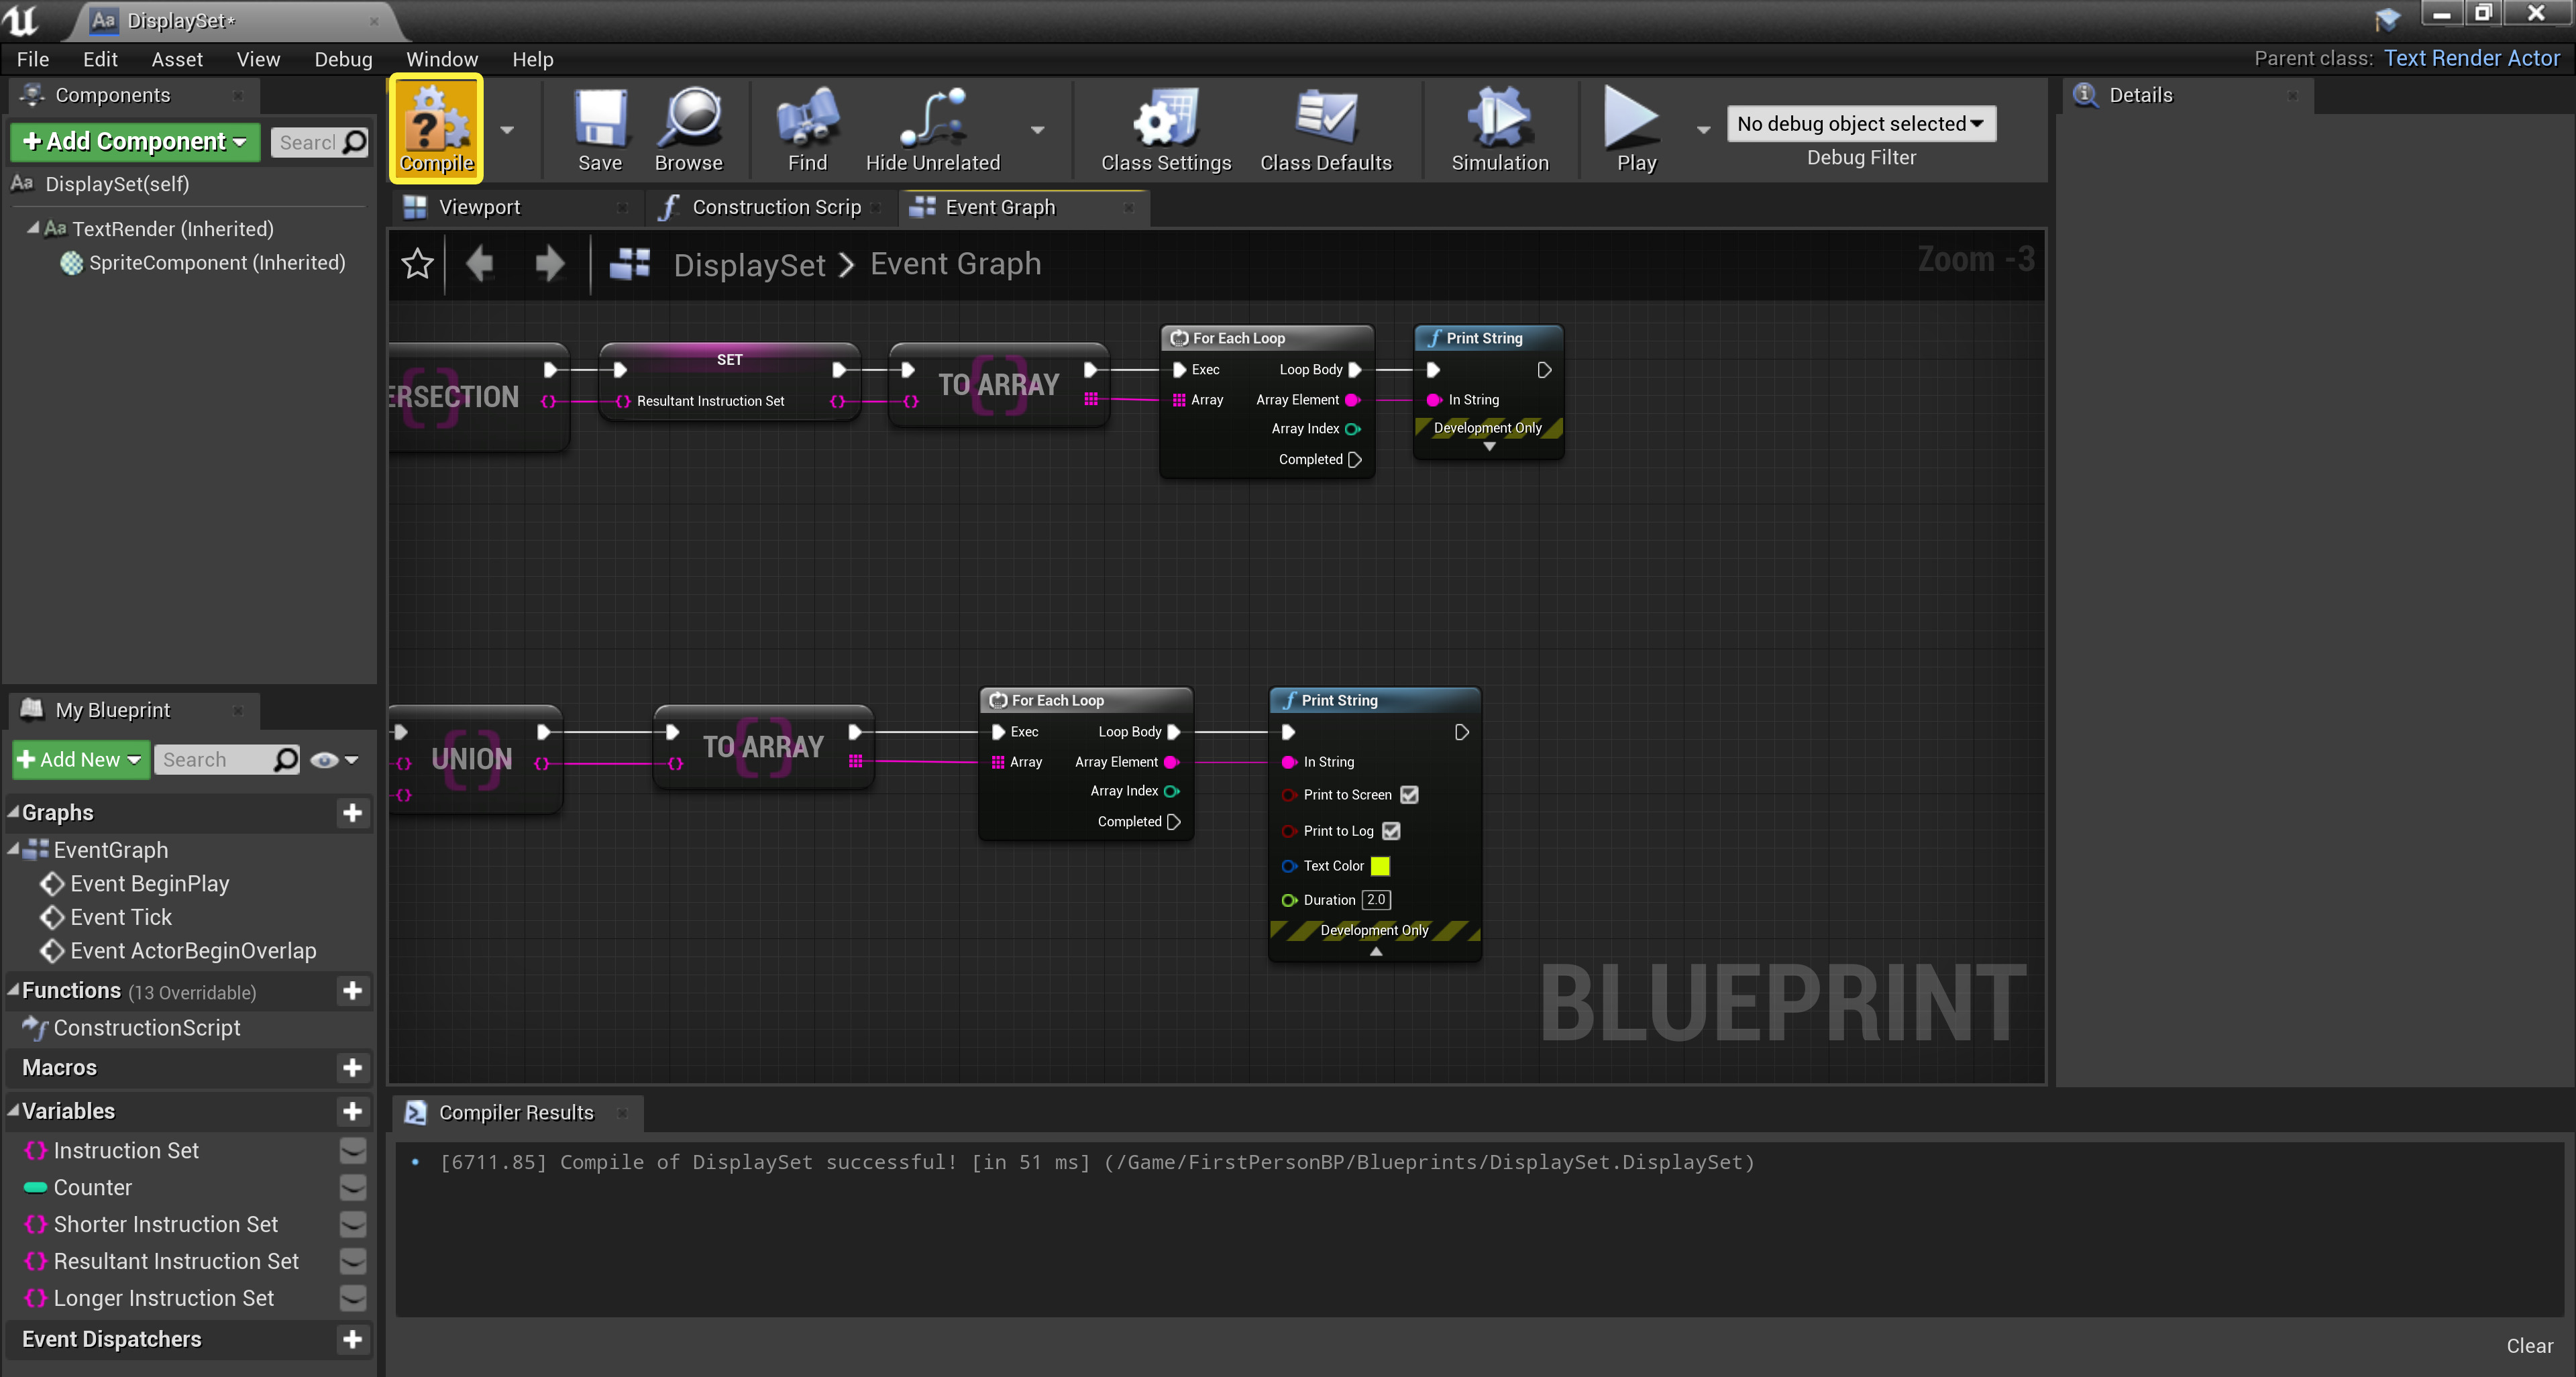 DisplaySet*
File Edit Asset View Debug Window Help
Parent class: Text Render Actor
Components
Add Component
Search
DisplaySet(self)
TextRender (Inherited)
SpriteComponent (Inherited)
Compile
Save
Browse
Find
Hide Unrelated
Class Settings
Class Defaults
Simulation
Play
No debug object selected
Debug Filter
Details
Viewport
Construction Scrip
Event Graph
DisplaySet > Event Graph
Zoom -3
ERSECTION
SET
Resultant Instruction Set
TO ARRAY
For Each Loop
Exec Loop Body
Array Array Element
Array Index
Completed
Print String
In String
Development Only
UNION
TO ARRAY
For Each Loop
Exec Loop Body
Array Array Element
Array Index
Completed
Print String
In String
Print to Screen
Print to Log
Text Color
Duration 2.0
Development Only
BLUEPRINT
My Blueprint
Add New
Search
Graphs
EventGraph
Event BeginPlay
Event Tick
Event ActorBeginOverlap
Functions (13 Overridable)
ConstructionScript
Macros
Variables
Instruction Set
Counter
Shorter Instruction Set
Resultant Instruction Set
Longer Instruction Set
Event Dispatchers
Compiler Results
[6711.85] Compile of DisplaySet successful! [in 51 ms] (/Game/FirstPersonBP/Blueprints/DisplaySet.DisplaySet)
Clear